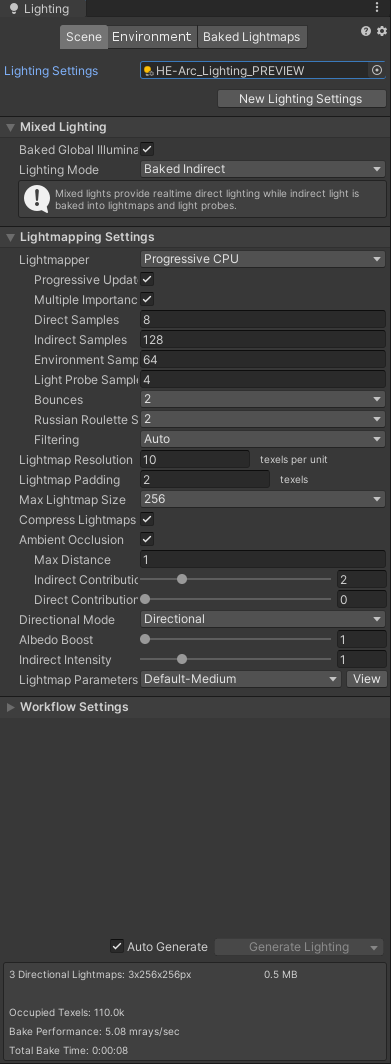 Lighting
Scene Environment Baked Lightmaps
Lighting Settings HE-Arc_Lighting_PREVIEW
New Lighting Settings
Mixed Lighting
Baked Global Illumina
Lighting Mode Baked Indirect
Mixed lights provide realtime direct lighting while indirect light is
baked into lightmaps and light probes.
Lightmapping Settings
Lightmapper Progressive CPU
Progressive Updat
Multiple Importanc
Direct Samples 8
Indirect Samples 128
Environment Samp 64
Light Probe Sample 4
Bounces 2
Russian Roulette S 2
Filtering Auto
Lightmap Resolution 10 texels per unit
Lightmap Padding 2 texels
Max Lightmap Size 256
Compress Lightmaps
Ambient Occlusion
Max Distance 1
Indirect Contributic 2
Direct Contribution 0
Directional Mode Directional
Albedo Boost 1
Indirect Intensity 1
Lightmap Parameters Default-Medium View
Workflow Settings
Auto Generate Generate Lighting
3 Directional Lightmaps: 3x256x256px 0.5 MB
Occupied Texels: 110.0k
Bake Performance: 5.08 mrays/sec
Total Bake Time: 0:00:08